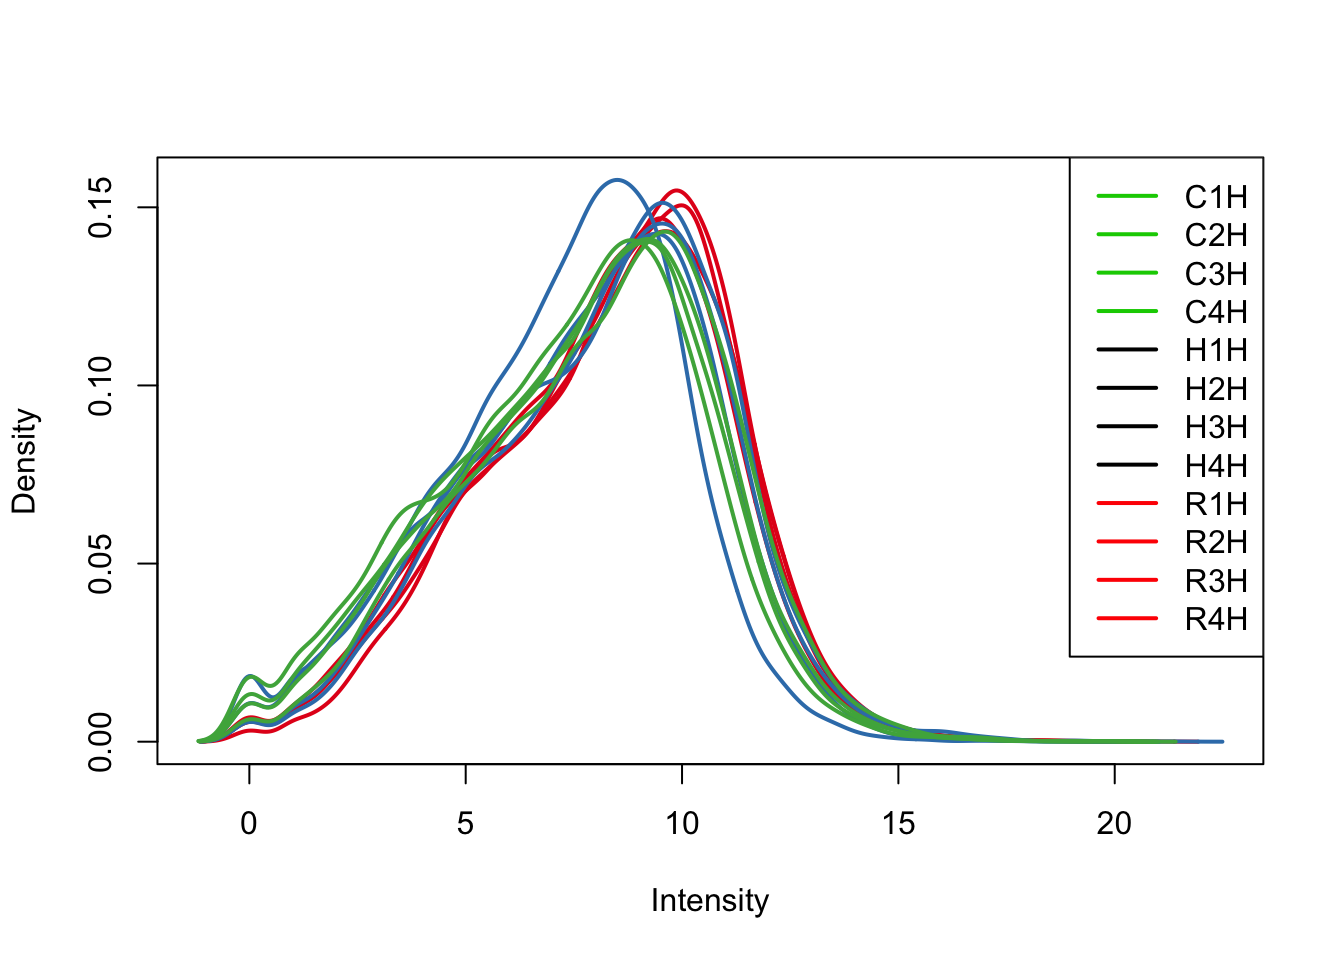 0.15
0.10
0.05
0.00
Density
0 5 10 15 20
Intensity
C1H
C2H
C3H
C4H
H1H
H2H
H3H
H4H
R1H
R2H
R3H
R4H